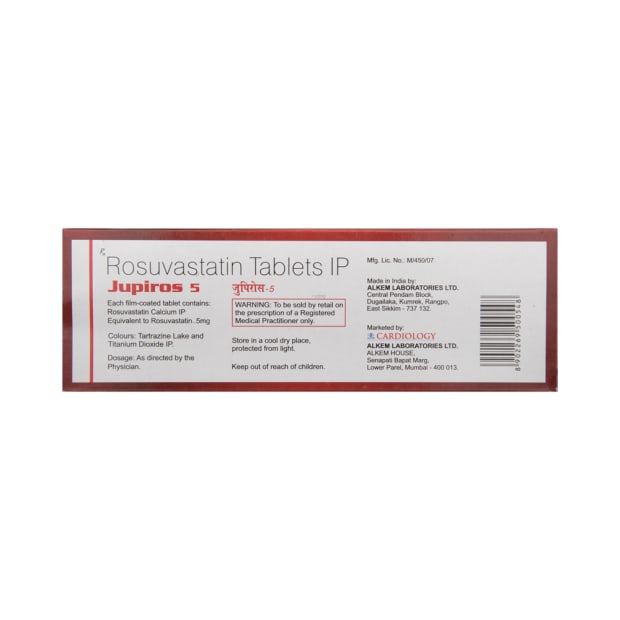 Rx
Rosuvastatin Tablets IP
Jupiros 5
जुपिरोस-5
Each film-coated tablet contains:
Rosuvastatin Calcium IP
Equivalent to Rosuvastatin..5mg
Colours: Tartrazine Lake and
Titanium Dioxide IP.
Dosage: As directed by the
Physician.
WARNING: To be sold by retail on
the prescription of a Registered
Medical Practitioner only.
Store in a cool dry place,
protected from light.
Keep out of reach of children.
Mfg. Lic. No.: M/450/07
Made in India by:
ALKEM LABORATORIES LTD.
Central Pendam Block,
Dugallaka, Kumrek, Rangpo,
East Sikkim - 737 132.
Marketed by:
CARDIOLOGY
ALKEM LABORATORIES LTD.
ALKEM HOUSE,
Senapati Bapat Marg,
Lower Parel, Mumbai - 400 013.